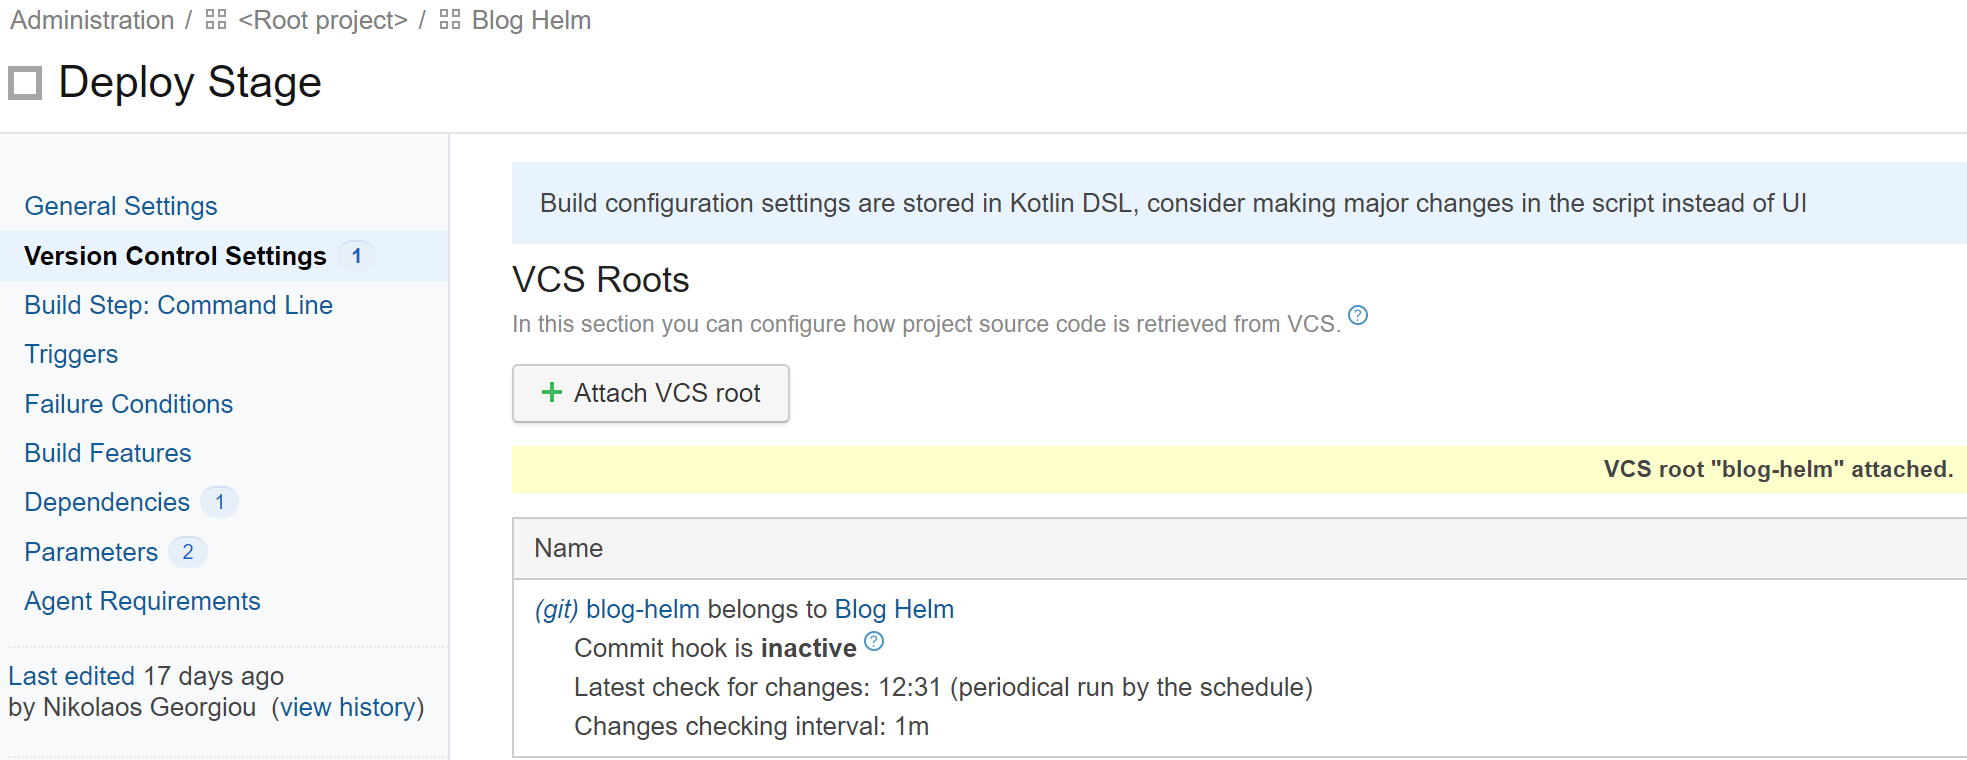 Administration / <Root project> / Blog Helm
Deploy Stage
General Settings
Version Control Settings 1
Build Step: Command Line
Triggers
Failure Conditions
Build Features
Dependencies 1
Parameters 2
Agent Requirements
Last edited 17 days ago
by Nikolaos Georgiou (view history)
Build configuration settings are stored in Kotlin DSL, consider making major changes in the script instead of UI
VCS Roots
In this section you can configure how project source code is retrieved from VCS. ?
+ Attach VCS root
VCS root "blog-helm" attached.
Name
(git) blog-helm belongs to Blog Helm
Commit hook is inactive ?
Latest check for changes: 12:31 (periodical run by the schedule)
Changes checking interval: 1m